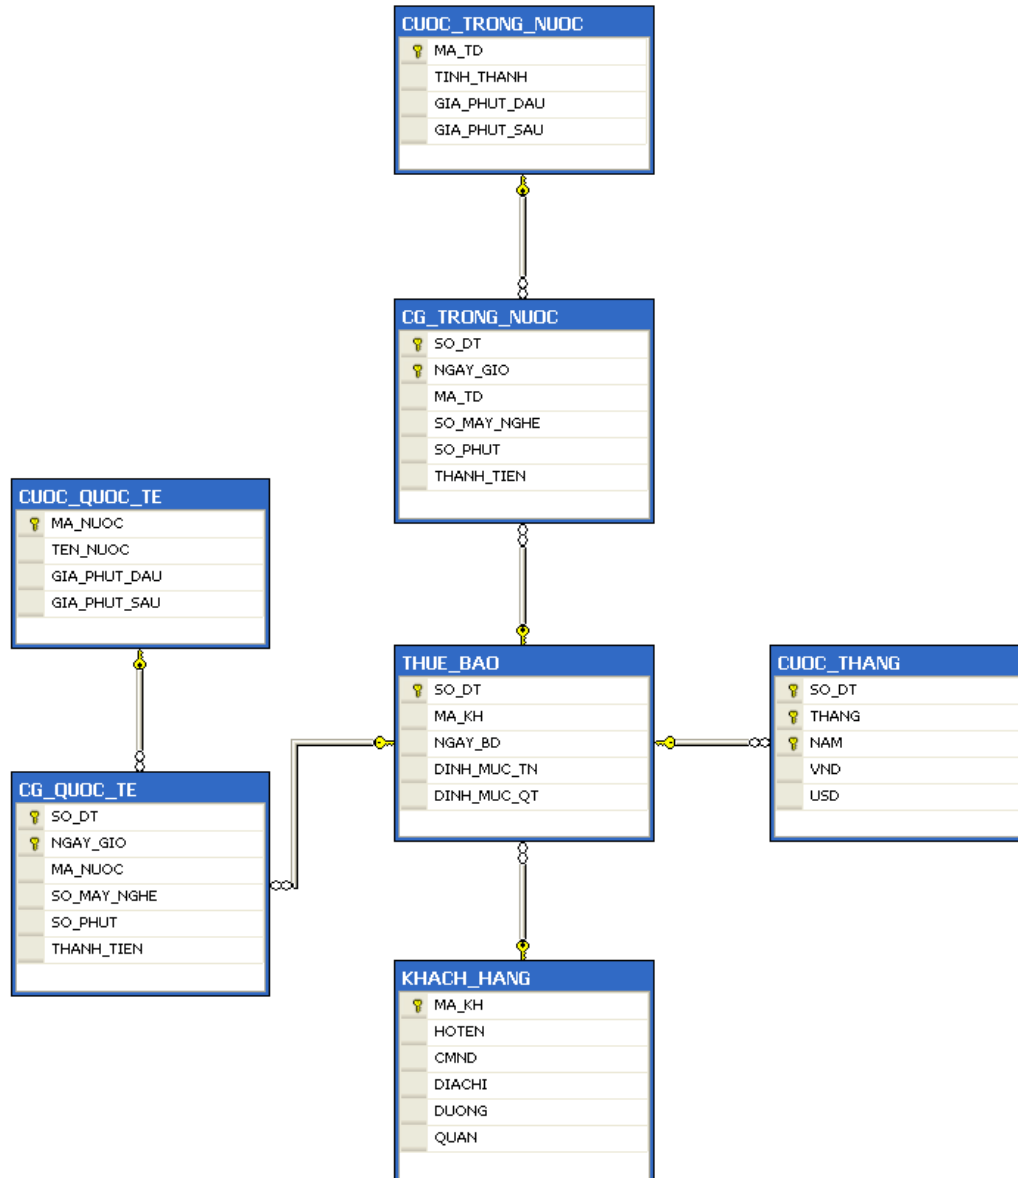 CUOC_TRONG_NUOC
MA_TD
TINH_THANH
GIA_PHUT_DAU
GIA_PHUT_SAU
CG_TRONG_NUOC
SO_DT
NGAY_GIO
MA_TD
SO_MAY_NGHE
SO_PHUT
THANH_TIEN
CUOC_QUOC_TE
MA_NUOC
TEN_NUOC
GIA_PHUT_DAU
GIA_PHUT_SAU
THUE_BAO
SO_DT
MA_KH
NGAY_BD
DINH_MUC_TN
DINH_MUC_QT
CUOC_THANG
SO_DT
THANG
NAM
VND
USD
CG_QUOC_TE
SO_DT
NGAY_GIO
MA_NUOC
SO_MAY_NGHE
SO_PHUT
THANH_TIEN
KHACH_HANG
MA_KH
HOTEN
CMND
DIACHI
DUONG
QUAN